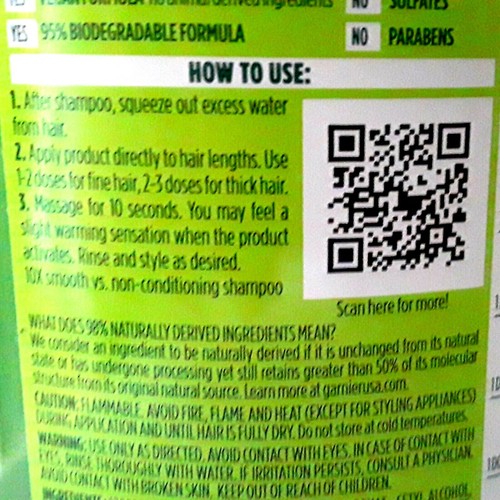 YES VEGAN FORMULA no animal derived ingredients NO SULFATES
YES 95% BIODEGRADABLE FORMULA NO PARABENS
HOW TO USE:
1. After shampoo, squeeze out excess water
from hair.
2. Apply product directly to hair lengths. Use
1-2 doses for fine hair, 2-3 doses for thick hair.
3. Massage for 10 seconds. You may feel a
slight warming sensation when the product
activates. Rinse and style as desired.
10X smooth vs. non-conditioning shampoo
Scan here for more!
WHAT DOES 98% NATURALLY DERIVED INGREDIENTS MEAN?
We consider an ingredient to be naturally derived if it is unchanged from its natural
state or has undergone processing yet still retains greater than 50% of its molecular
structure from its original natural source. Learn more at garnierusa.com.
CAUTION: FLAMMABLE. AVOID FIRE, FLAME AND HEAT (EXCEPT FOR STYLING APPLIANCES)
DURING APPLICATION AND UNTIL HAIR IS FULLY DRY. Do not store at cold temperatures.
WARNING: USE ONLY AS DIRECTED. AVOID CONTACT WITH EYES. IN CASE OF CONTACT WITH
EYES, RINSE THOROUGHLY WITH WATER. IF IRRITATION PERSISTS, CONSULT A PHYSICIAN.
AVOID CONTACT WITH BROKEN SKIN. KEEP OUT OF REACH OF CHILDREN.
ALCOHOL,